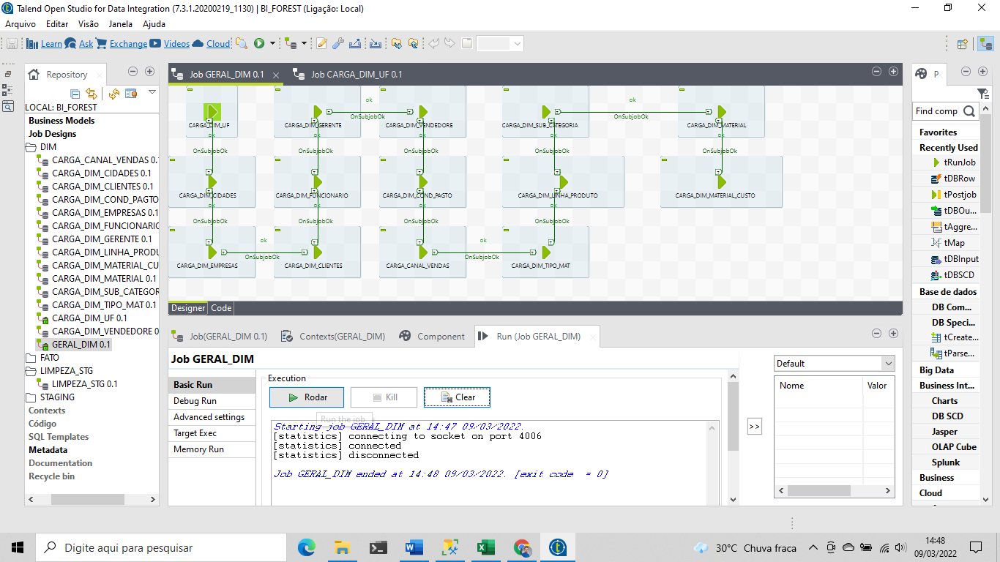 Talend Open Studio for Data Integration (7.3.1.20200219_1130) | BI_FOREST (Ligação: Local)
Arquivo Editar Visão Janela Ajuda
Learn Ask Exchange Videos Cloud
Repository
LOCAL: BI_FOREST
Business Models
Job Designs
DIM
CARGA_CANAL_VENDAS 0.
CARGA_DIM_CIDADES 0.1
CARGA_DIM_CLIENTES 0.1
CARGA_DIM_COND_PAGTO
CARGA_DIM_EMPRESAS 0.1
CARGA_DIM_FUNCIONARIO
CARGA_DIM_GERENTE 0.1
CARGA_DIM_LINHA_PRODU
CARGA_DIM_MATERIAL_CU
CARGA_DIM_MATERIAL 0.1
CARGA_DIM_SUB_CATEGOR
CARGA_DIM_TIPO_MAT 0.1
CARGA_DIM_UF 0.1
CARGA_DIM_VENDEDORE 0
GERAL_DIM 0.1
FATO
LIMPEZA_STG
LIMPEZA_STG 0.1
STAGING
Contexts
Código
SQL Templates
Metadata
Documentation
Recycle bin
Job GERAL_DIM 0.1
Job CARGA_DIM_UF 0.1
ok ok
OnSubjobOk OnSubjobOk
CARGA_DIM_UF CARGA_DIM_GERENTE CARGA_DIM_VENDEDORE CARGA_DIM_SUB_CATEGORIA CARGA_DIM_MATERIAL
ok ok ok ok ok
OnSubjobOk OnSubjobOk OnSubjobOk OnSubjobOk OnSubjobOk
CARGA_DIM_CIDADES CARGA_DIM_FUNCIONARIO CARGA_DIM_COND_PAGTO CARGA_DIM_LINHA_PRODUTO CARGA_DIM_MATERIAL_CUSTO
ok ok ok ok
OnSubjobOk OnSubjobOk OnSubjobOk OnSubjobOk
ok ok
OnSubjobOk OnSubjobOk
CARGA_DIM_EMPRESAS CARGA_DIM_CLIENTES CARGA_CANAL_VENDAS CARGA_DIM_TIPO_MAT
Designer Code
Job(GERAL_DIM 0.1) Contexts(GERAL_DIM) Component Run (Job GERAL_DIM)
Job GERAL_DIM
Basic Run
Debug Run
Advanced settings
Target Exec
Memory Run
Execution
Rodar Kill Clear
Run the job
Starting job GERAL_DIM at 14:47 09/03/2022.
[statistics] connecting to socket on port 4006
[statistics] connected
[statistics] disconnected
Job GERAL_DIM ended at 14:48 09/03/2022. [exit code = 0]
>>
Default
Nome Valor
P
Find comp
Favorites
Recently Used
tRunJob
tDBRow
tPostjob
tDBOu...
tAggre...
tMap
tDBInput
tDBSCD
Base de dados
DB Com...
DB Speci...
tCreate...
tParse...
Big Data
Business Int...
Charts
DB SCD
Jasper
OLAP Cube
Splunk
Business
Cloud
Digite aqui para pesquisar
30°C Chuva fraca
14:48
09/03/2022